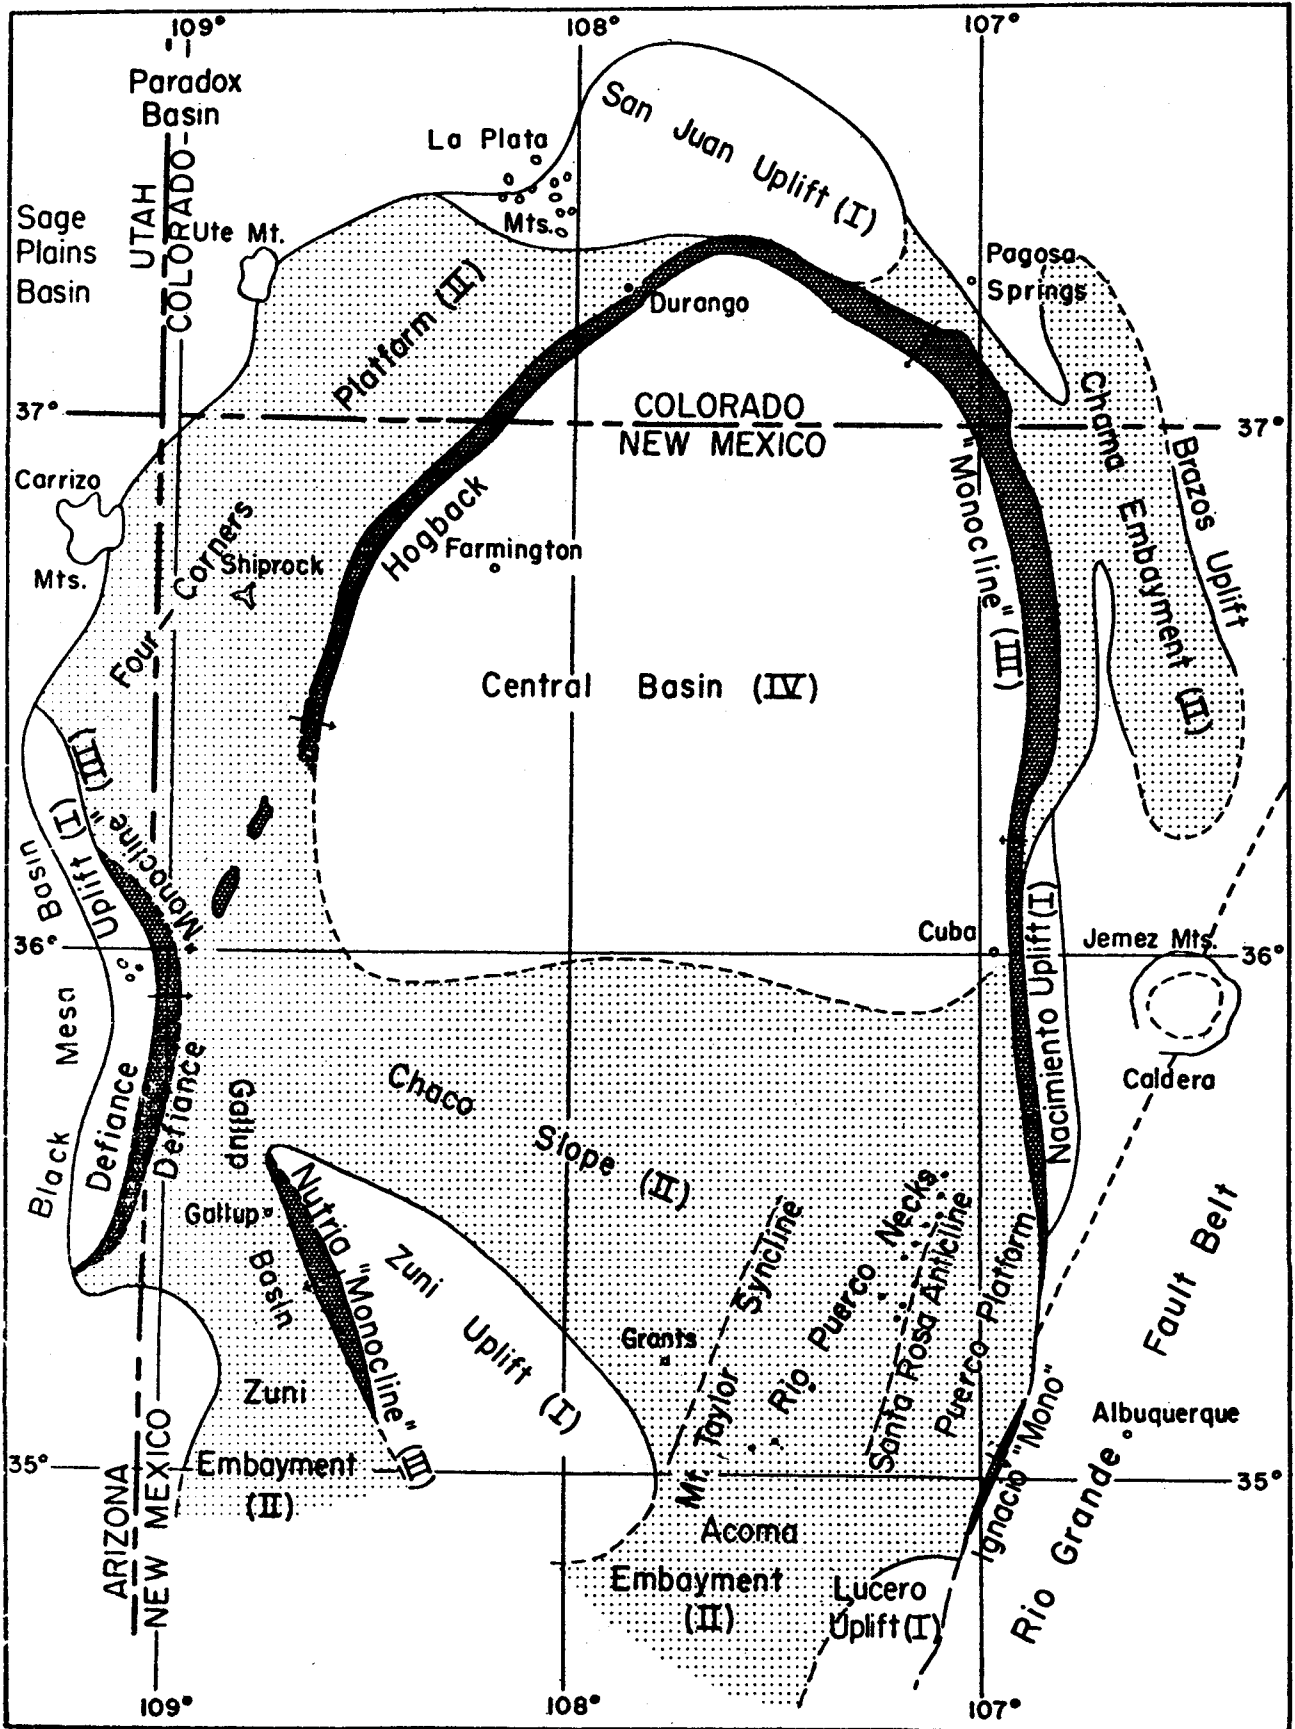 109°
108°
107°
Paradox
Basin
La Plata
Mts.
San Juan Uplift (I)
UTAH
COLORADO
Sage
Plains
Basin
Ute Mt.
Pagosa
Springs
Durango
Platform (II)
37°
COLORADO
NEW MEXICO
37°
Carrizo
Mts.
Four Corners
Shiprock
Hogback
Farmington
"Monocline" (III)
Chama Embayment (II)
Brazos Uplift
Central Basin (IV)
"Monocline" (III)
Uplift (I)
Basin
36°
Cuba
Jemez Mts.
36°
Nacimiento Uplift (I)
Caldera
Black Mesa
Defiance
Defiance
Gallup
Chaco
Slope (II)
Gallup
Basin
Nutria "Monocline" (III)
Zuni
Uplift (I)
Grants
Mt. Taylor Syncline
Rio Puerco Necks
Santa Rosa Anticline
Puerco Platform
Fault Belt
Zuni
Embayment
(II)
Albuquerque
35°
35°
ARIZONA
NEW MEXICO
Ignacio "Mono"
Rio Grande
Acoma
Embayment
(II)
Lucero
Uplift (I)
109°
108°
107°